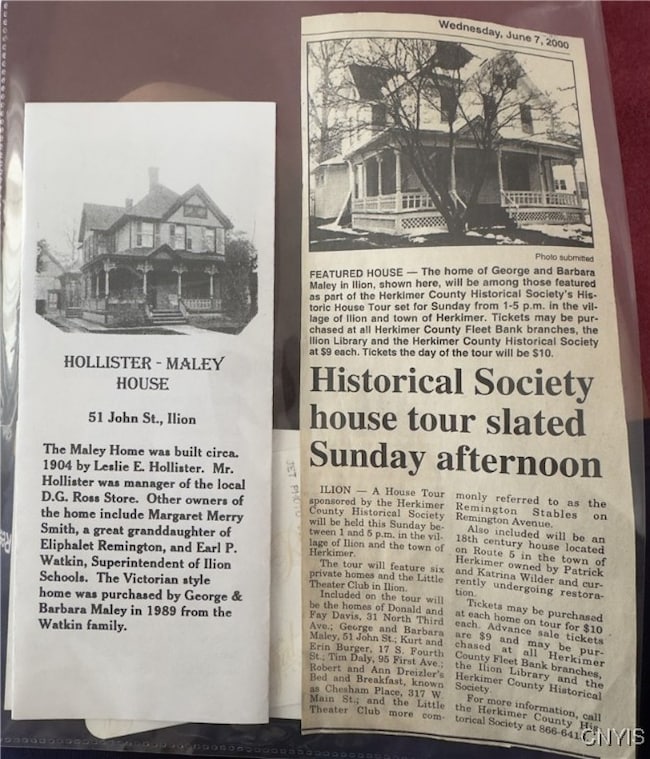 HOLLISTER - MALEY
HOUSE
51 John St., Ilion
The Maley Home was built circa.
1904 by Leslie E. Hollister. Mr.
Hollister was manager of the local
D.G. Ross Store. Other owners of
the home include Margaret Merry
Smith, a great granddaughter of
Eliphalet Remington, and Earl P.
Watkin, Superintendent of Ilion
Schools. The Victorian style
home was purchased by George &
Barbara Maley in 1989 from the
Watkin family.
Wednesday, June 7, 2000
Photo submitted
FEATURED HOUSE — The home of George and Barbara
Maley in Ilion, shown here, will be among those featured
as part of the Herkimer County Historical Society's His-
toric House Tour set for Sunday from 1-5 p.m. in the vil-
lage of Ilion and town of Herkimer. Tickets may be pur-
chased at all Herkimer County Fleet Bank branches, the
Ilion Library and the Herkimer County Historical Society
at $9 each. Tickets the day of the tour will be $10.
Historical Society
house tour slated
Sunday afternoon
ILION — A House Tour
sponsored by the Herkimer
County Historical Society
will be held this Sunday be-
tween 1 and 5 p.m. in the vil-
lage of Ilion and the town of
Herkimer.
The tour will feature six
private homes and the Little
Theater Club in Ilion.
Included on the tour will
be the homes of Donald and
Fay Davis, 31 North Third
Ave.; George and Barbara
Maley, 51 John St.; Kurt and
Erin Burger, 17 S. Fourth
St.; Tim Daly, 95 First Ave.;
Robert and Ann Dreizler's
Bed and Breakfast, known
as Chesham Place, 317 W.
Main St.; and the Little
Theater Club more com-
monly referred to as the
Remington Stables on
Remington Avenue.
Also included will be an
18th century house located
on Route 5 in the town of
Herkimer owned by Patrick
and Katrina Wilder and cur-
rently undergoing restora-
tion.
Tickets may be purchased
at each home on tour for $10
each. Advance sale tickets
are $9 and may be pur-
chased at all Herkimer
County Fleet Bank branches,
the Ilion Library and the
Herkimer County Historical
Society.
For more information, call
the Herkimer County His-
torical Society at 866-641
CNYIS